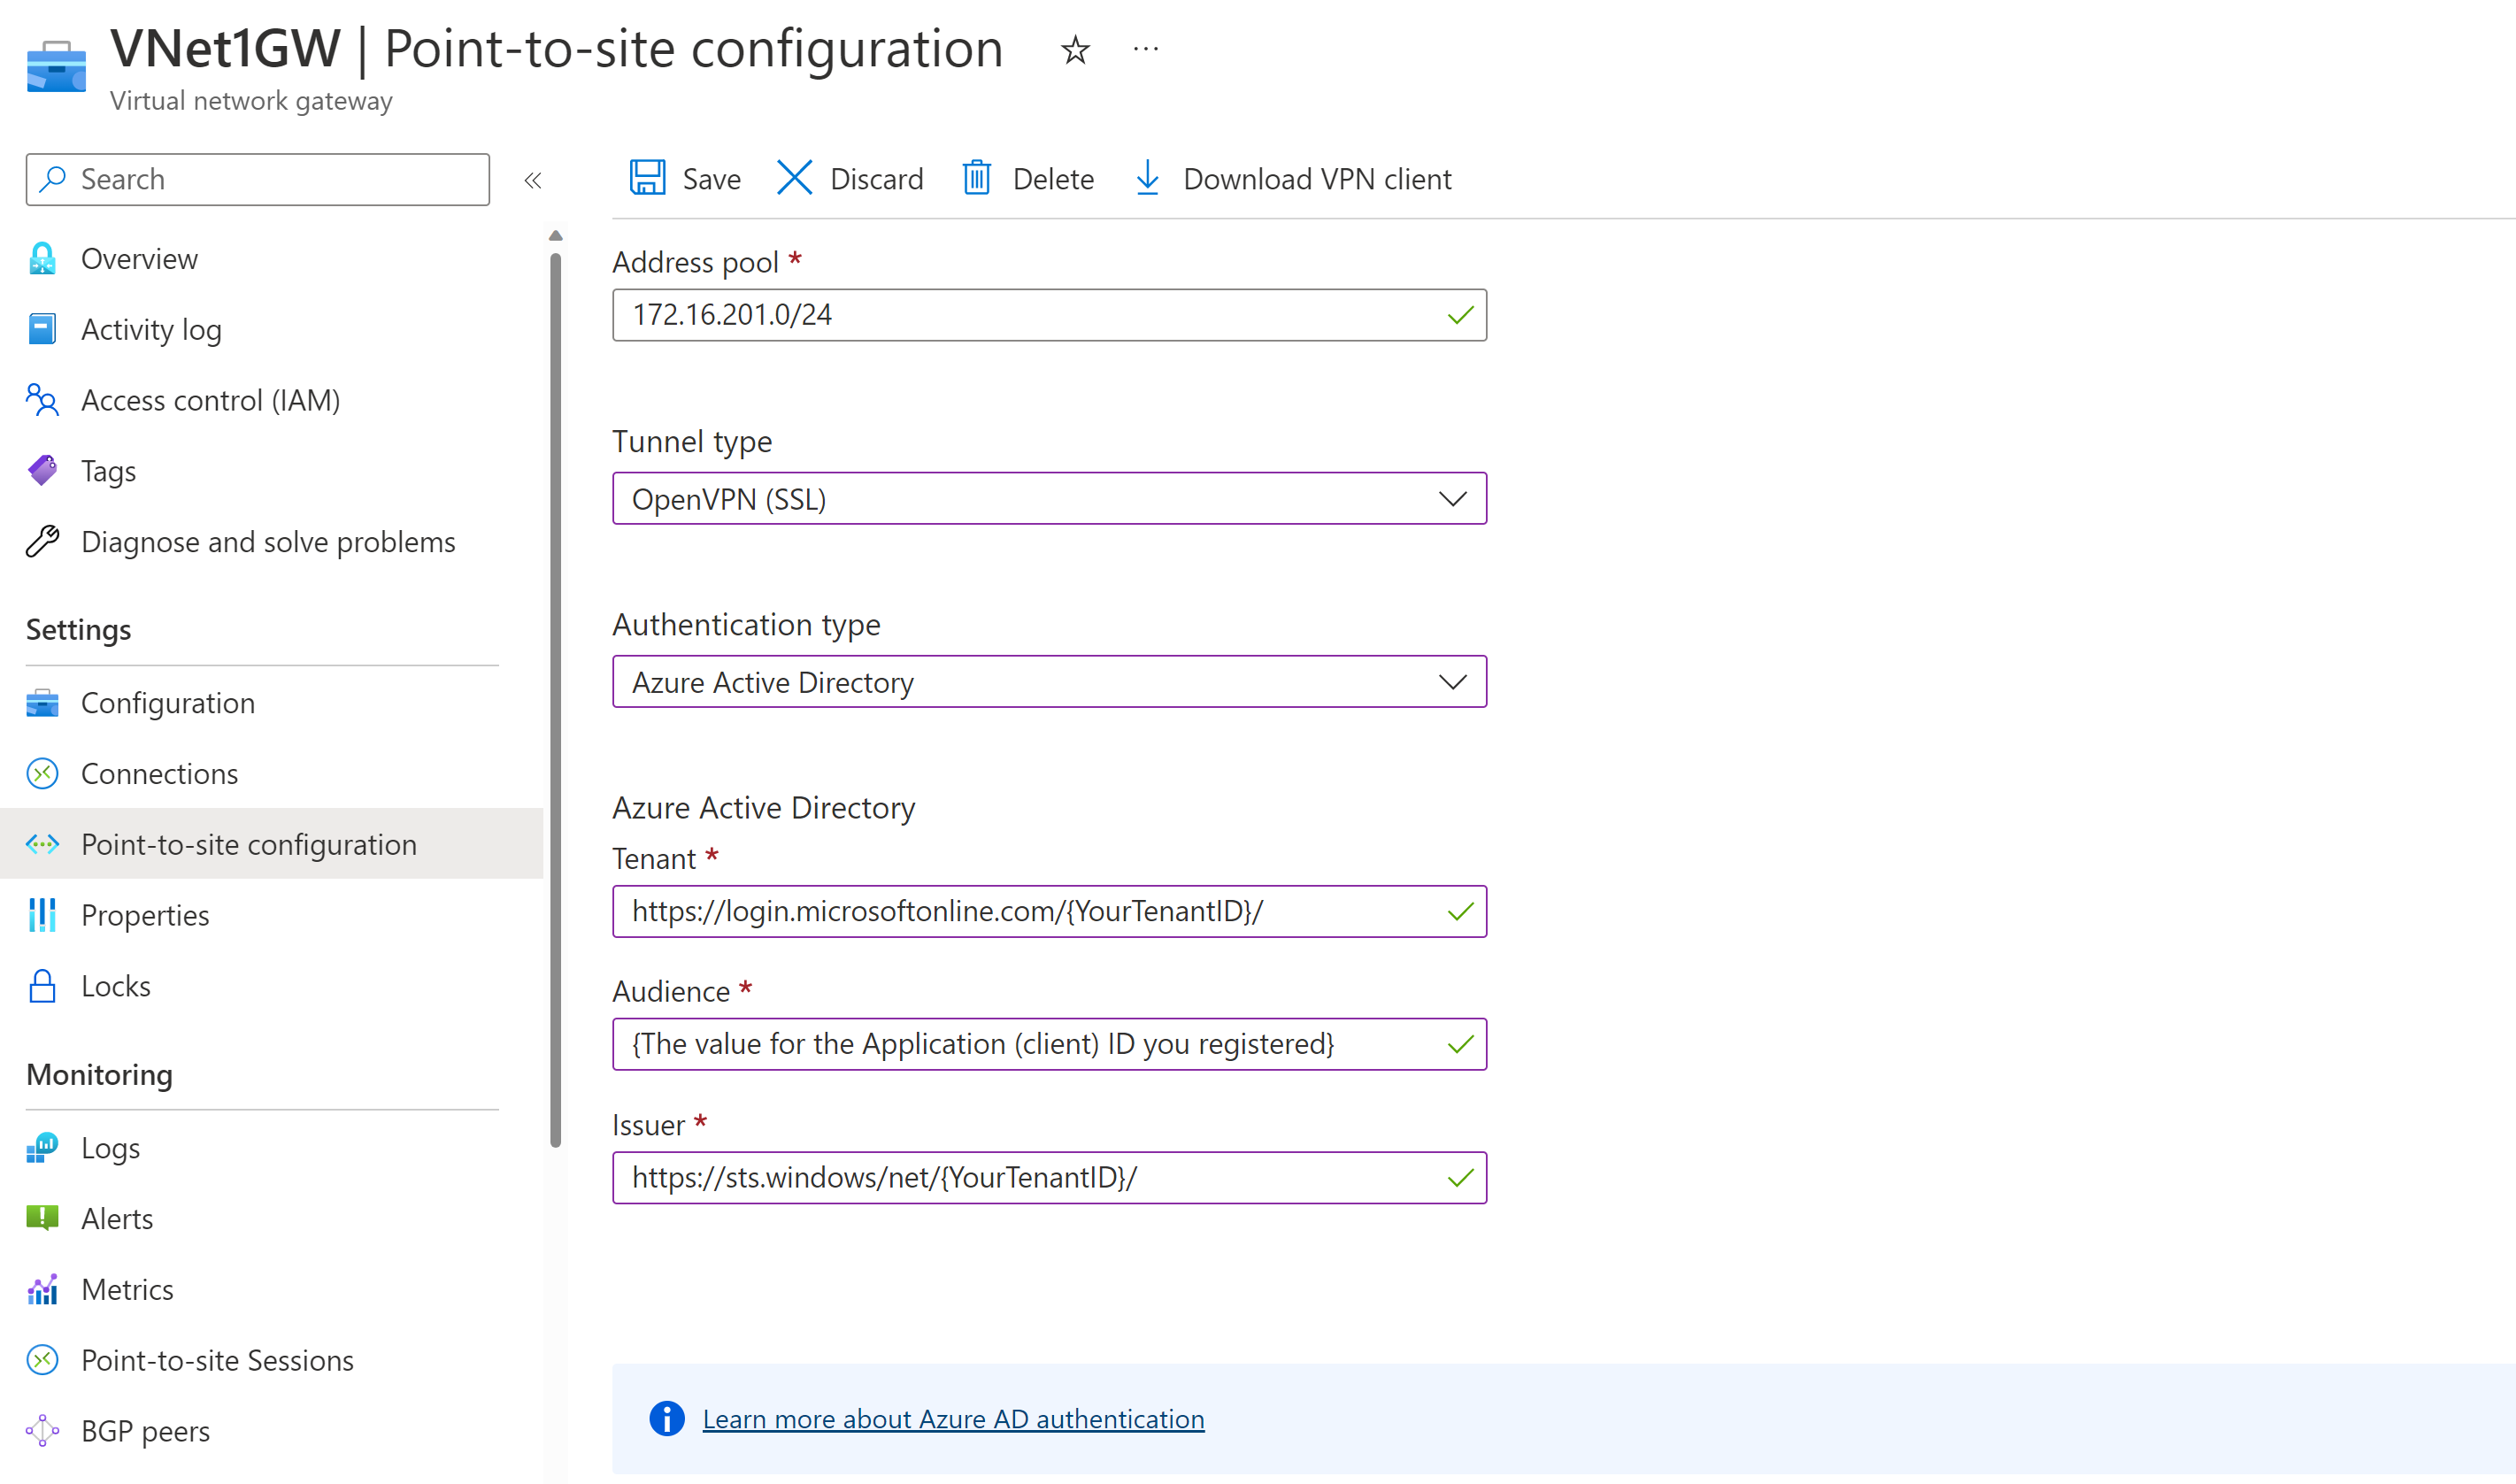 VNet1GW | Point-to-site configuration
Virtual network gateway
Search
Overview
Activity log
Access control (IAM)
Tags
Diagnose and solve problems
Settings
Configuration
Connections
Point-to-site configuration
Properties
Locks
Monitoring
Logs
Alerts
Metrics
Point-to-site Sessions
BGP peers
Save Discard Delete Download VPN client
Address pool *
172.16.201.0/24
Tunnel type
OpenVPN (SSL)
Authentication type
Azure Active Directory
Azure Active Directory
Tenant *
https://login.microsoftonline.com/{YourTenantID}/
Audience *
{The value for the Application (client) ID you registered}
Issuer *
https://sts.windows/net/{YourTenantID}/
Learn more about Azure AD authentication